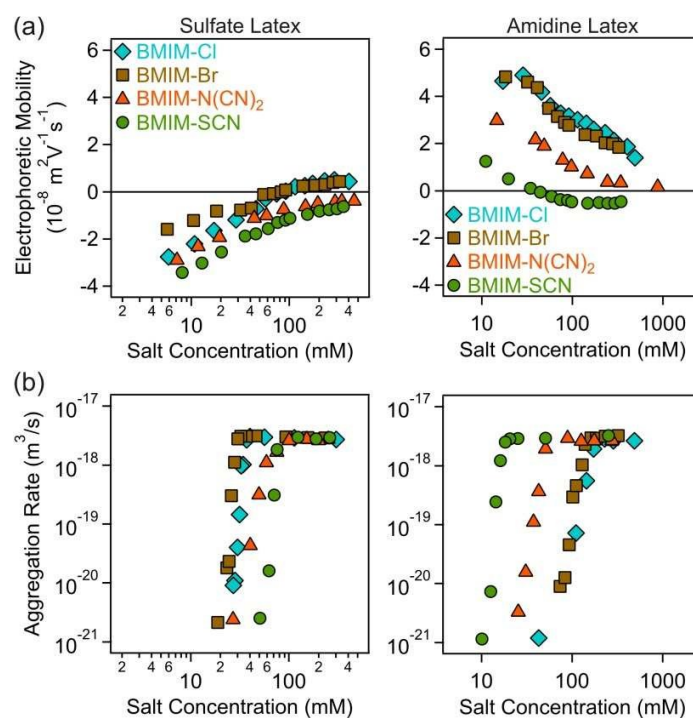 (a)
Sulfate Latex
Amidine Latex
Electrophoretic Mobility
(10⁻⁸ m²V⁻¹s⁻¹)
6
4
2
0
-2
-4
BMIM-Cl
BMIM-Br
BMIM-N(CN)₂
BMIM-SCN
2 4 6 2 4 6 2 4
10 100
Salt Concentration (mM)
6
4
2
0
-2
-4
BMIM-Cl
BMIM-Br
BMIM-N(CN)₂
BMIM-SCN
10 100 1000
Salt Concentration (mM)
(b)
Aggregation Rate (m³/s)
10⁻¹⁷
10⁻¹⁸
10⁻¹⁹
10⁻²⁰
10⁻²¹
2 4 6 2 4 6 2 4
10 100
Salt Concentration (mM)
10⁻¹⁷
10⁻¹⁸
10⁻¹⁹
10⁻²⁰
10⁻²¹
10 100 1000
Salt Concentration (mM)